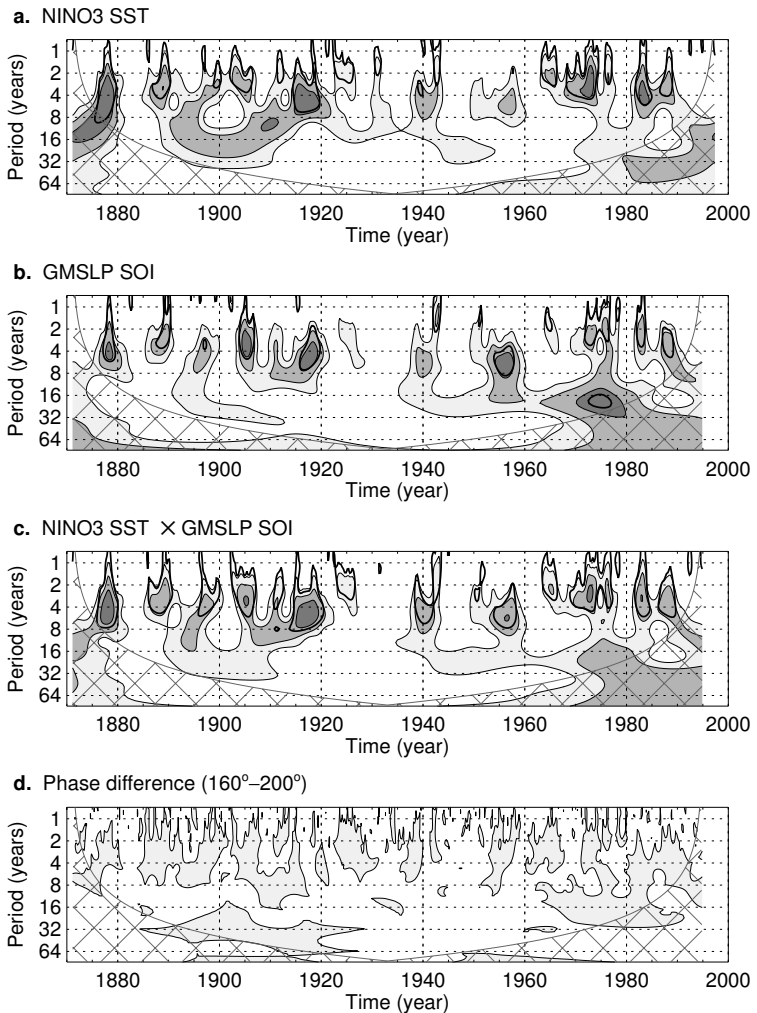 a. NINO3 SST
Period (years)
1
2
4
8
16
32
64
1880 1900 1920 1940 1960 1980 2000
Time (year)
b. GMSLP SOI
Period (years)
1
2
4
8
16
32
64
1880 1900 1920 1940 1960 1980 2000
Time (year)
c. NINO3 SST × GMSLP SOI
Period (years)
1
2
4
8
16
32
64
1880 1900 1920 1940 1960 1980 2000
Time (year)
d. Phase difference (160°–200°)
Period (years)
1
2
4
8
16
32
64
1880 1900 1920 1940 1960 1980 2000
Time (year)